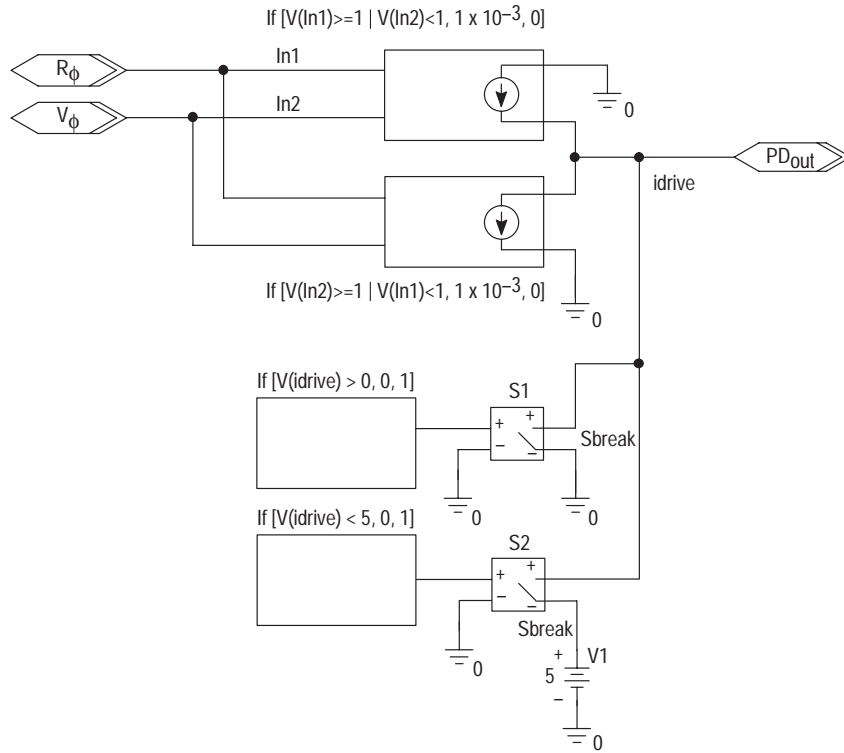 If [V(In1)>=1 | V(In2)<1, 1 x 10–3, 0]
Rϕ
In1
Vϕ
In2
0
PDout
idrive
If [V(In2)>=1 | V(In1)<1, 1 x 10–3, 0]
0
If [V(idrive) > 0, 0, 1]
S1
+ +
– –
Sbreak
0 0
If [V(idrive) < 5, 0, 1]
S2
+ +
– –
Sbreak
0
+ V1
5
–
0